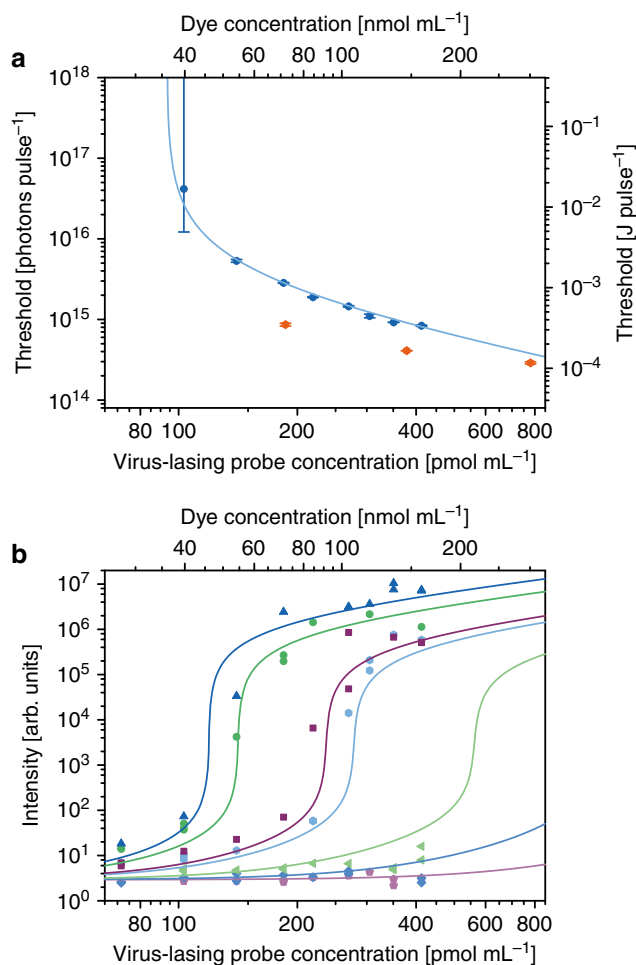 Dye concentration [nmol mL⁻¹]
40 60 80 100 200
a
10¹⁸
10¹⁷
10¹⁶
10¹⁵
10¹⁴
Threshold [photons pulse⁻¹]
10⁻¹
10⁻²
10⁻³
10⁻⁴
Threshold [J pulse⁻¹]
80 100 200 400 600 800
Virus-lasing probe concentration [pmol mL⁻¹]
Dye concentration [nmol mL⁻¹]
b
40 60 80 100 200
10⁷
10⁶
10⁵
10⁴
10³
10²
10¹
10⁰
Intensity [arb. units]
80 100 200 400 600 800
Virus-lasing probe concentration [pmol mL⁻¹]